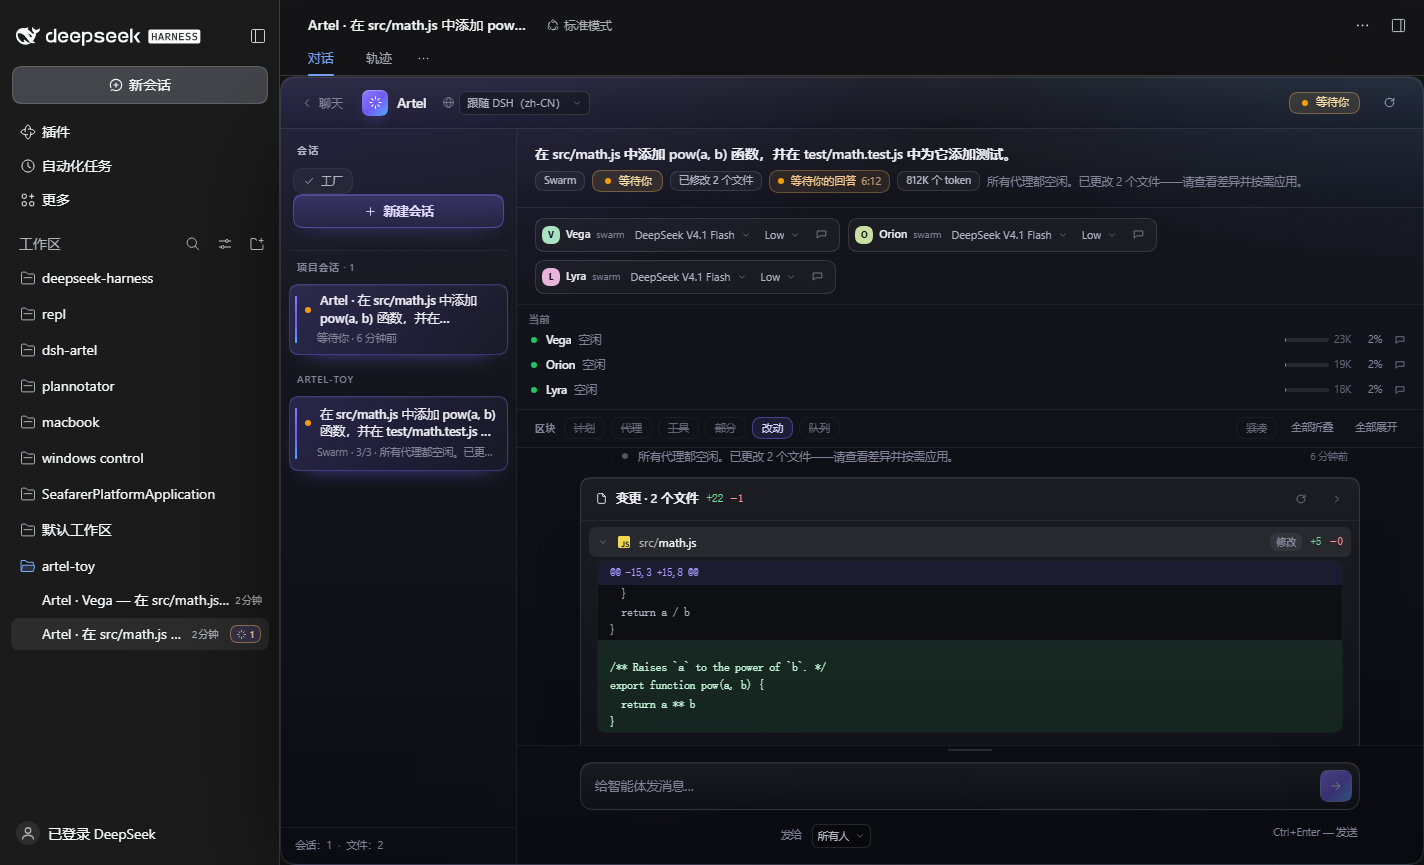 deepseek HARNESS
新会话
插件
自动化任务
更多
工作区
deepseek-harness
repl
dsh-artel
plannotator
macbook
windows control
SeafarerPlatformApplication
默认工作区
artel-toy
Artel · Vega — 在 src/math.js... 2分钟
Artel · 在 src/math.js ... 2分钟 1
已登录 DeepSeek
Artel · 在 src/math.js 中添加 pow... 标准模式
对话 轨迹 ...
聊天 Artel 跟随 DSH（zh-CN） 等待你
会话
工厂
+ 新建会话
项目会话 · 1
Artel · 在 src/math.js 中添加
pow(a, b) 函数，并在...
等待你 · 6 分钟前
ARTEL-TOY
在 src/math.js 中添加 pow(a, b)
函数，并在 test/math.test.js ...
Swarm · 3/3 · 所有代理都空闲。已更...
会话: 1 · 文件: 2
在 src/math.js 中添加 pow(a, b) 函数，并在 test/math.test.js 中为它添加测试。
Swarm 等待你 已修改 2 个文件 等待你的回答 6:12 812K 个 token 所有代理都空闲。已更改 2 个文件——请查看差异并按需应用。
V Vega swarm DeepSeek V4.1 Flash Low
O Orion swarm DeepSeek V4.1 Flash Low
L Lyra swarm DeepSeek V4.1 Flash Low
当前
Vega 空闲 23K 2%
Orion 空闲 19K 2%
Lyra 空闲 18K 2%
区块 计划 代理 工具 部分 改动 队列 紧凑 全部折叠 全部展开
所有代理都空闲。已更改 2 个文件——请查看差异并按需应用。 6 分钟前
变更 · 2 个文件 +22 −1
JS src/math.js 修改 +5 −0
@@ −15,3 +15,8 @@
}
return a / b
}
/** Raises `a` to the power of `b`. */
export function pow(a, b) {
return a ** b
}
给智能体发消息...
发给 所有人 Ctrl+Enter — 发送